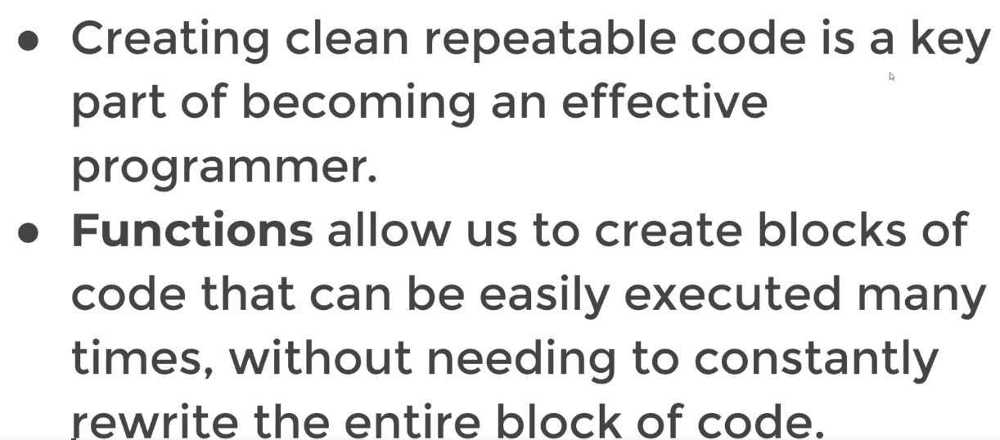 ● Creating clean repeatable code is a key
part of becoming an effective
programmer.
● Functions allow us to create blocks of
code that can be easily executed many
times, without needing to constantly
rewrite the entire block of code.